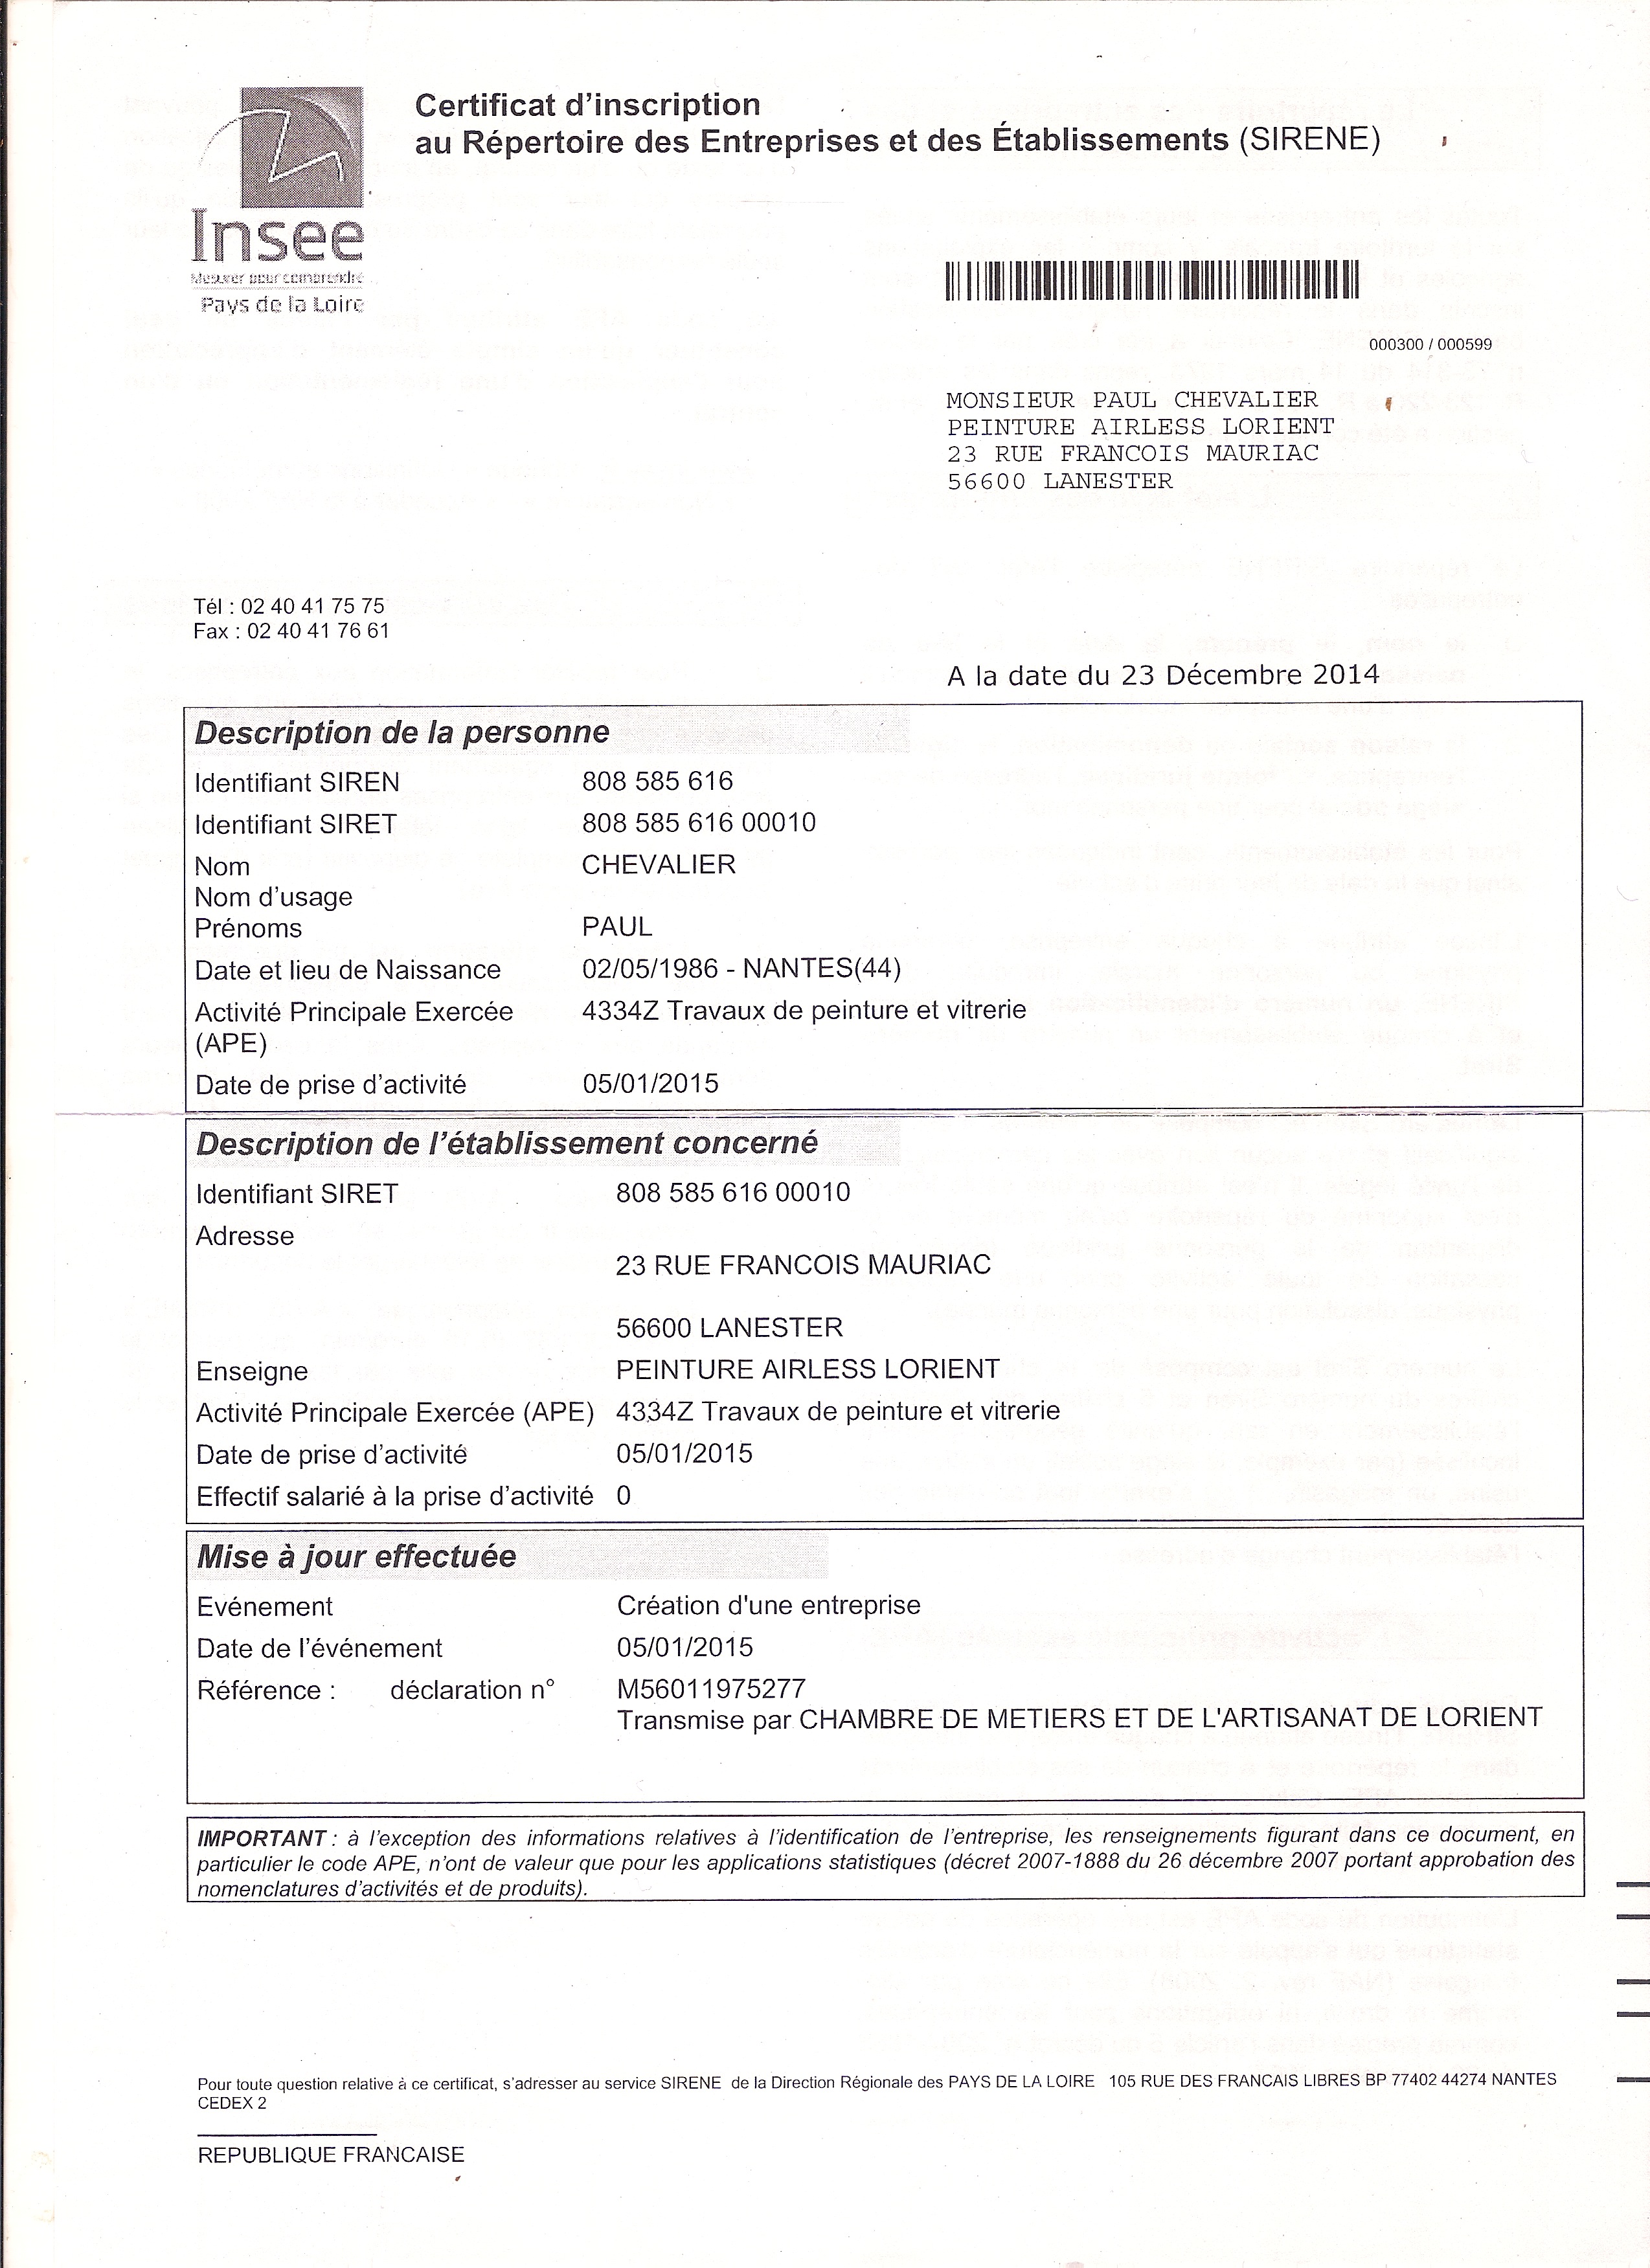 Certificat d'inscription
au Répertoire des Entreprises et des Établissements (SIRENE)
Insee
Mesurer pour comprendre
Pays de la Loire
000300 / 000599
MONSIEUR PAUL CHEVALIER
PEINTURE AIRLESS LORIENT
23 RUE FRANCOIS MAURIAC
56600 LANESTER
Tél : 02 40 41 75 75
Fax : 02 40 41 76 61
A la date du 23 Décembre 2014
Description de la personne
Identifiant SIREN 808 585 616
Identifiant SIRET 808 585 616 00010
Nom CHEVALIER
Nom d'usage
Prénoms PAUL
Date et lieu de Naissance 02/05/1986 - NANTES(44)
Activité Principale Exercée 4334Z Travaux de peinture et vitrerie
(APE)
Date de prise d'activité 05/01/2015
Description de l'établissement concerné
Identifiant SIRET 808 585 616 00010
Adresse
23 RUE FRANCOIS MAURIAC
56600 LANESTER
Enseigne PEINTURE AIRLESS LORIENT
Activité Principale Exercée (APE) 4334Z Travaux de peinture et vitrerie
Date de prise d'activité 05/01/2015
Effectif salarié à la prise d'activité 0
Mise à jour effectuée
Evénement Création d'une entreprise
Date de l'événement 05/01/2015
Référence : déclaration n° M56011975277
Transmise par CHAMBRE DE METIERS ET DE L'ARTISANAT DE LORIENT
IMPORTANT : à l'exception des informations relatives à l'identification de l'entreprise, les renseignements figurant dans ce document, en
particulier le code APE, n'ont de valeur que pour les applications statistiques (décret 2007-1888 du 26 décembre 2007 portant approbation des
nomenclatures d'activités et de produits).
Pour toute question relative à ce certificat, s'adresser au service SIRENE de la Direction Régionale des PAYS DE LA LOIRE 105 RUE DES FRANCAIS LIBRES BP 77402 44274 NANTES
CEDEX 2
REPUBLIQUE FRANCAISE